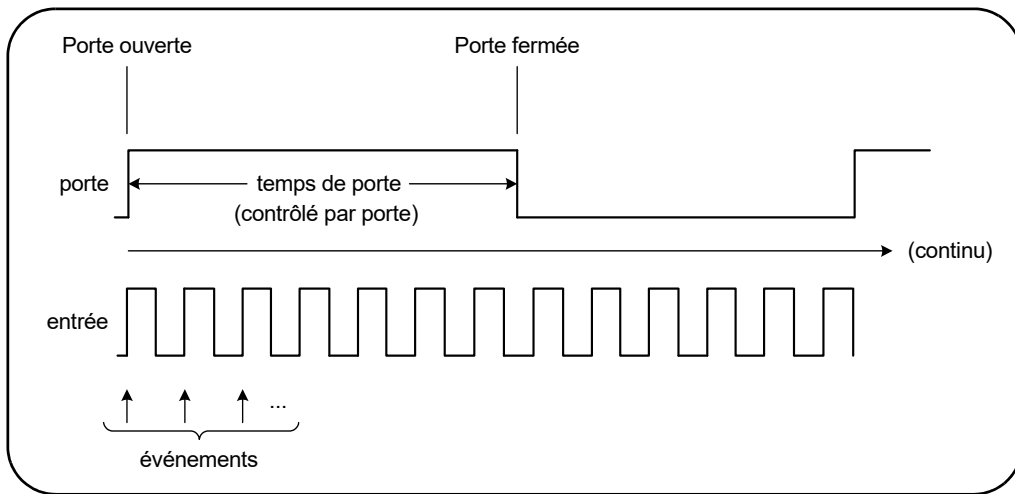 Porte ouverte
Porte fermée
porte
temps de porte
(contrôlé par porte)
(continu)
entrée
...
événements